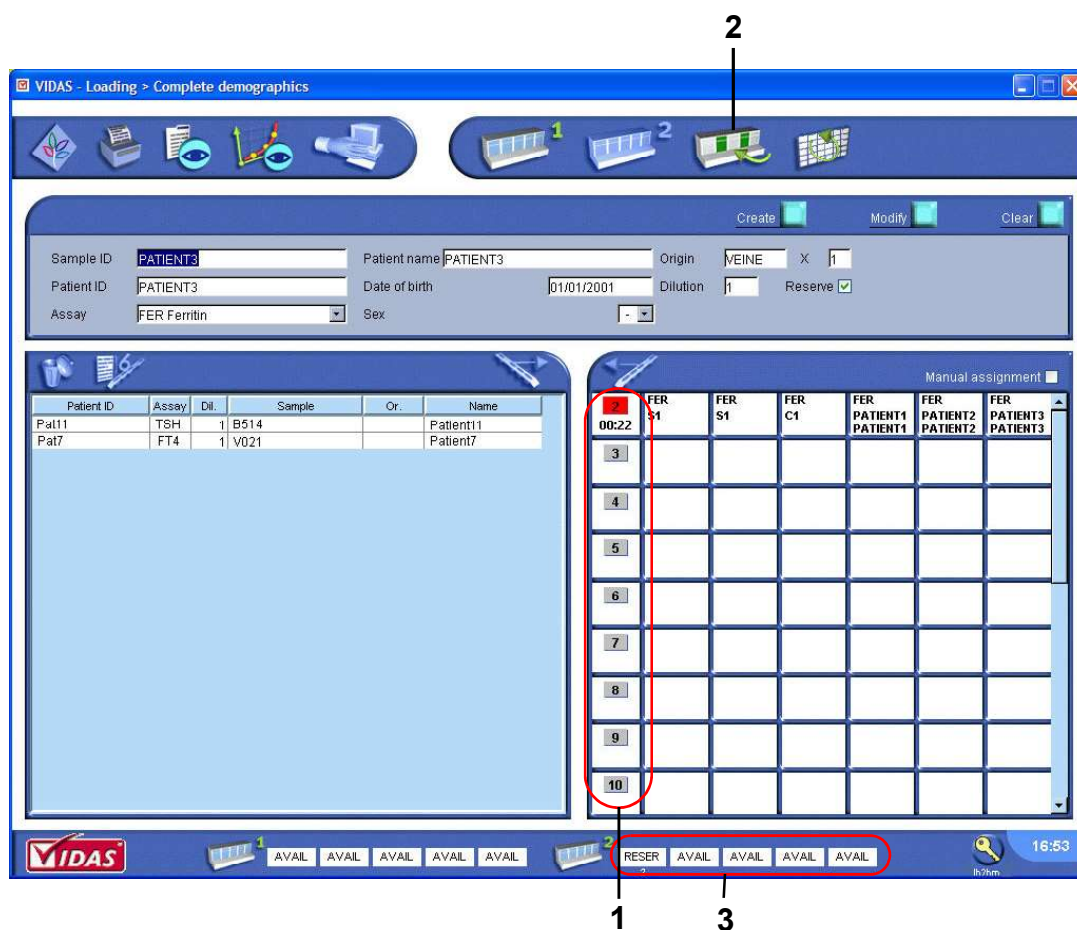 2
VIDAS - Loading > Complete demographics
1
2
Create
Modify
Clear
Sample ID PATIENT3 Patient name PATIENT3 Origin VEINE X 1
Patient ID PATIENT3 Date of birth 01/01/2001 Dilution 1 Reserve
Assay FER Ferritin Sex -
6
Manual assignment
Patient ID Assay Dil. Sample Or. Name
Pat11 TSH 1 B514 Patient11
Pat7 FT4 1 V021 Patient7
2 FER FER FER FER FER FER
S1 S1 C1 PATIENT1 PATIENT2 PATIENT3
00:22 PATIENT1 PATIENT2 PATIENT3
3
4
5
6
7
8
9
10
VIDAS 1 AVAIL AVAIL AVAIL AVAIL AVAIL 2 RESER AVAIL AVAIL AVAIL AVAIL 16:53
2
1
3